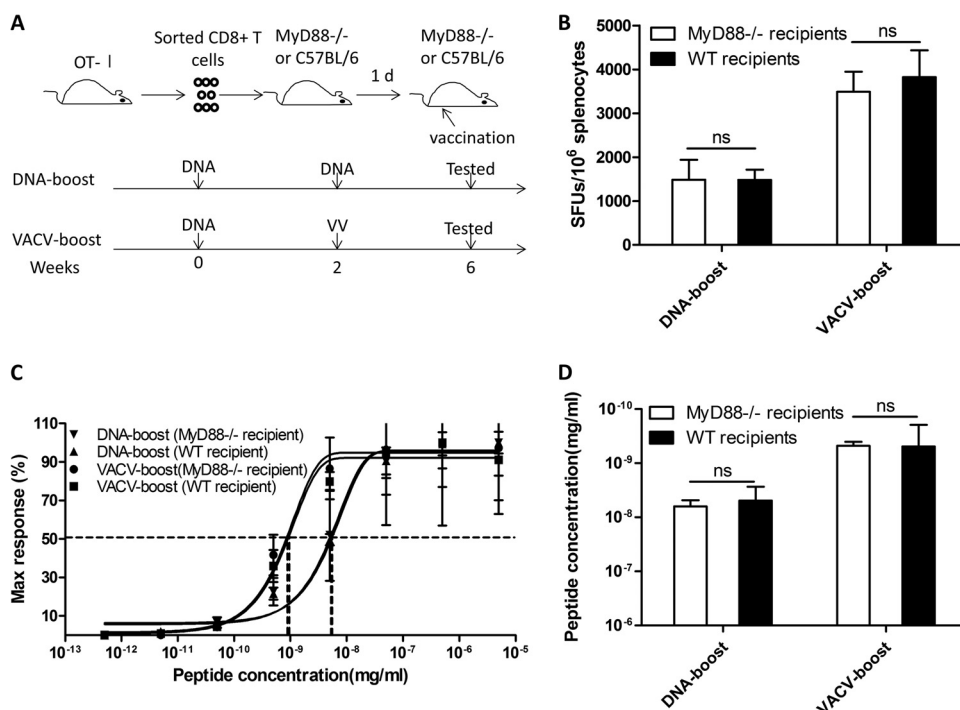 A
OT- I
Sorted CD8+ T
cells
MyD88-/-
or C57BL/6
1 d
MyD88-/-
or C57BL/6
vaccination
DNA-boost
DNA
DNA
Tested
VACV-boost
DNA
VV
Tested
Weeks
0
2
6
B
MyD88-/- recipients
WT recipients
SFUs/10⁶ splenocytes
5000
4000
3000
2000
1000
0
ns
ns
DNA-boost
VACV-boost
C
Max response (%)
110
90
70
50
30
10
DNA-boost (MyD88-/- recipient)
DNA-boost (WT recipient)
VACV-boost(MyD88-/- recipient)
VACV-boost (WT recipient)
10⁻¹³ 10⁻¹² 10⁻¹¹ 10⁻¹⁰ 10⁻⁹ 10⁻⁸ 10⁻⁷ 10⁻⁶ 10⁻⁵
Peptide concentration(mg/ml)
D
MyD88-/- recipients
WT recipients
Peptide concentration(mg/ml)
10⁻¹⁰
10⁻⁹
10⁻⁸
10⁻⁷
10⁻⁶
ns
ns
DNA-boost
VACV-boost